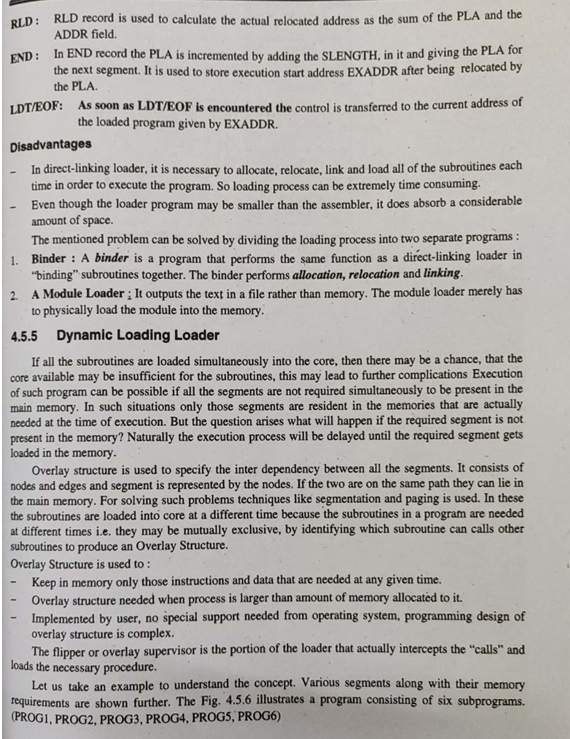 RLD : RLD record is used to calculate the actual relocated address as the sum of the PLA and the
ADDR field.
END : In END record the PLA is incremented by adding the SLENGTH, in it and giving the PLA for
the next segment. It is used to store execution start address EXADDR after being relocated by
the PLA.
LDT/EOF: As soon as LDT/EOF is encountered the control is transferred to the current address of
the loaded program given by EXADDR.
Disadvantages
– In direct-linking loader, it is necessary to allocate, relocate, link and load all of the subroutines each
time in order to execute the program. So loading process can be extremely time consuming.
– Even though the loader program may be smaller than the assembler, it does absorb a considerable
amount of space.
The mentioned problem can be solved by dividing the loading process into two separate programs :
1. Binder : A binder is a program that performs the same function as a direct-linking loader in
"binding" subroutines together. The binder performs allocation, relocation and linking.
2. A Module Loader : It outputs the text in a file rather than memory. The module loader merely has
to physically load the module into the memory.
4.5.5 Dynamic Loading Loader
If all the subroutines are loaded simultaneously into the core, then there may be a chance, that the
core available may be insufficient for the subroutines, this may lead to further complications Execution
of such program can be possible if all the segments are not required simultaneously to be present in the
main memory. In such situations only those segments are resident in the memories that are actually
needed at the time of execution. But the question arises what will happen if the required segment is not
present in the memory? Naturally the execution process will be delayed until the required segment gets
loaded in the memory.
Overlay structure is used to specify the inter dependency between all the segments. It consists of
nodes and edges and segment is represented by the nodes. If the two are on the same path they can lie in
the main memory. For solving such problems techniques like segmentation and paging is used. In these
the subroutines are loaded into core at a different time because the subroutines in a program are needed
at different times i.e. they may be mutually exclusive, by identifying which subroutine can calls other
subroutines to produce an Overlay Structure.
Overlay Structure is used to :
– Keep in memory only those instructions and data that are needed at any given time.
– Overlay structure needed when process is larger than amount of memory allocated to it.
– Implemented by user, no special support needed from operating system, programming design of
overlay structure is complex.
The flipper or overlay supervisor is the portion of the loader that actually intercepts the "calls" and
loads the necessary procedure.
Let us take an example to understand the concept. Various segments along with their memory
requirements are shown further. The Fig. 4.5.6 illustrates a program consisting of six subprograms.
(PROG1, PROG2, PROG3, PROG4, PROG5, PROG6)